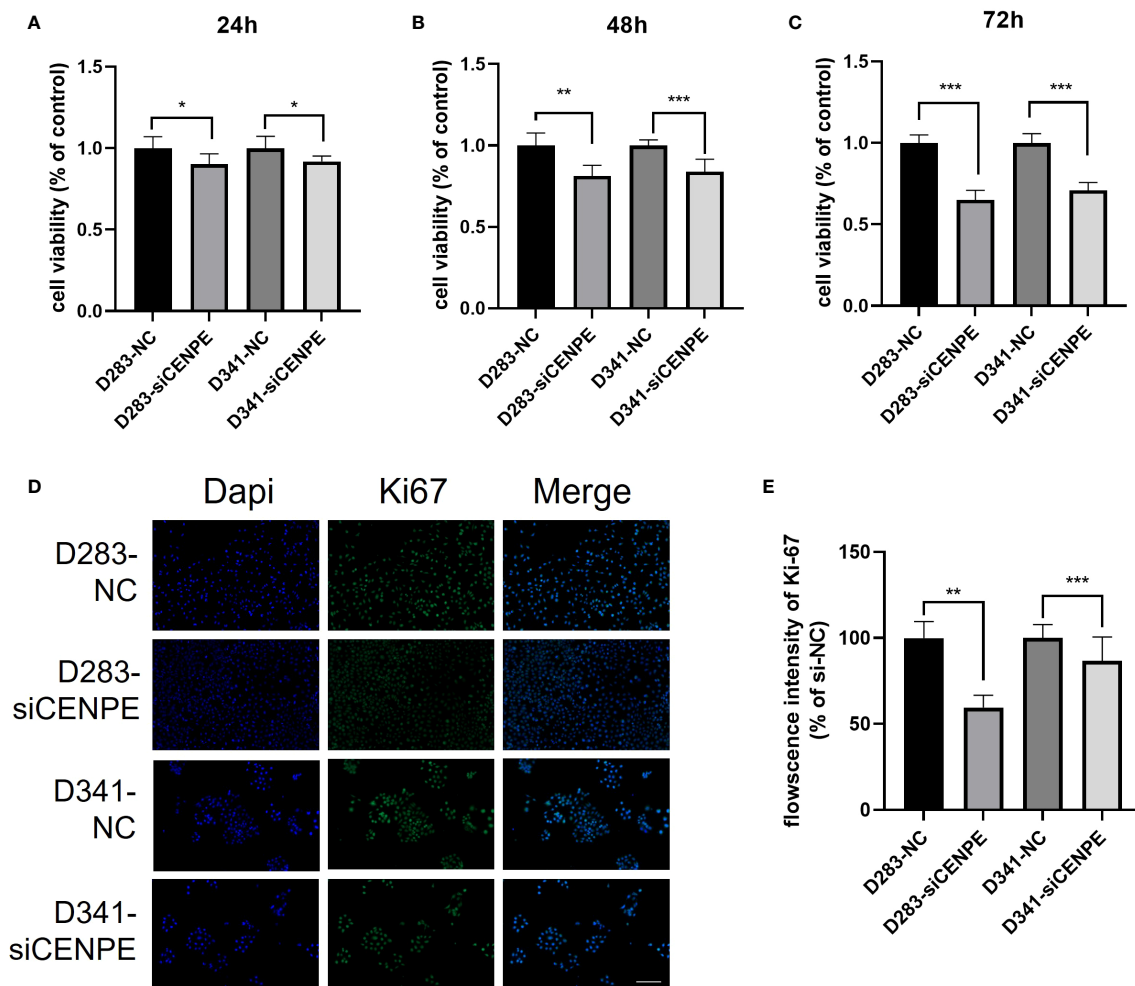 A
24h
cell viability (% of control)
1.5
1.0
0.5
0.0
*
*
D283-NC
D283-siCENPE
D341-NC
D341-siCENPE
B
48h
cell viability (% of control)
1.5
1.0
0.5
0.0
**
***
D283-NC
D283-siCENPE
D341-NC
D341-siCENPE
C
72h
cell viability (% of control)
1.5
1.0
0.5
0.0
***
***
D283-NC
D283-siCENPE
D341-NC
D341-siCENPE
D
Dapi
Ki67
Merge
D283-
NC
D283-
siCENPE
D341-
NC
D341-
siCENPE
E
flowscence intensity of Ki-67
(% of si-NC)
150
100
50
0
**
***
D283-NC
D283-siCENPE
D341-NC
D341-siCENPE